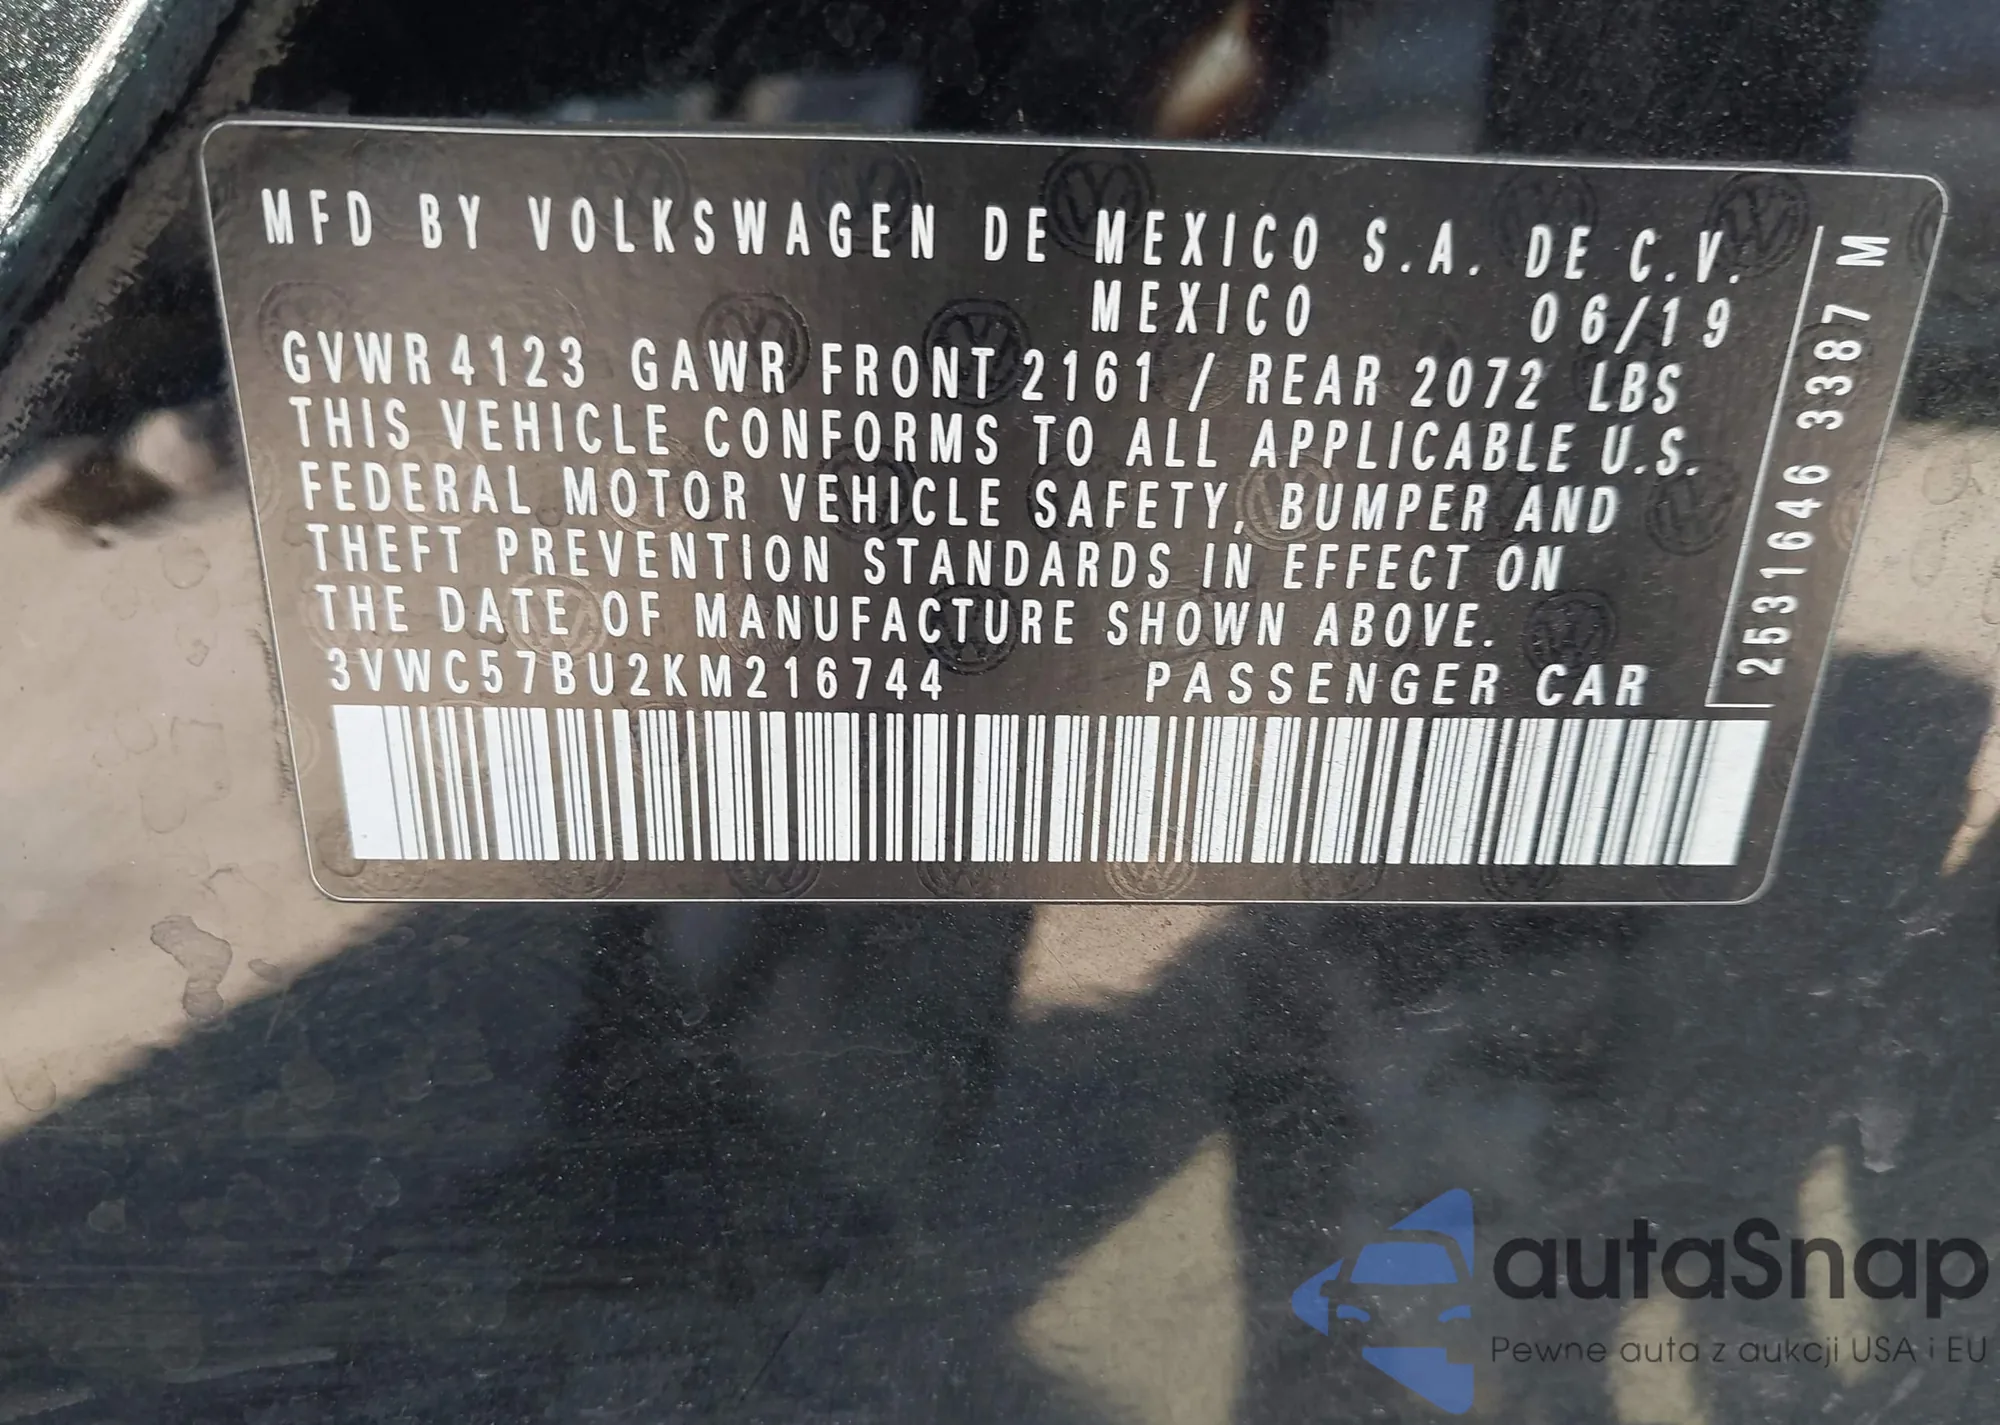 MFD BY VOLKSWAGEN DE MEXICO S.A. DE C.V.
MEXICO 06/19
GVWR 4123 GAWR FRONT 2161 / REAR 2072 LBS
THIS VEHICLE CONFORMS TO ALL APPLICABLE U.S.
FEDERAL MOTOR VEHICLE SAFETY, BUMPER AND
THEFT PREVENTION STANDARDS IN EFFECT ON
THE DATE OF MANUFACTURE SHOWN ABOVE.
3VWC57BU2KM216744 PASSENGER CAR
2531646 3387 M
autaSnap
Pewne auta z aukcji USA i EU